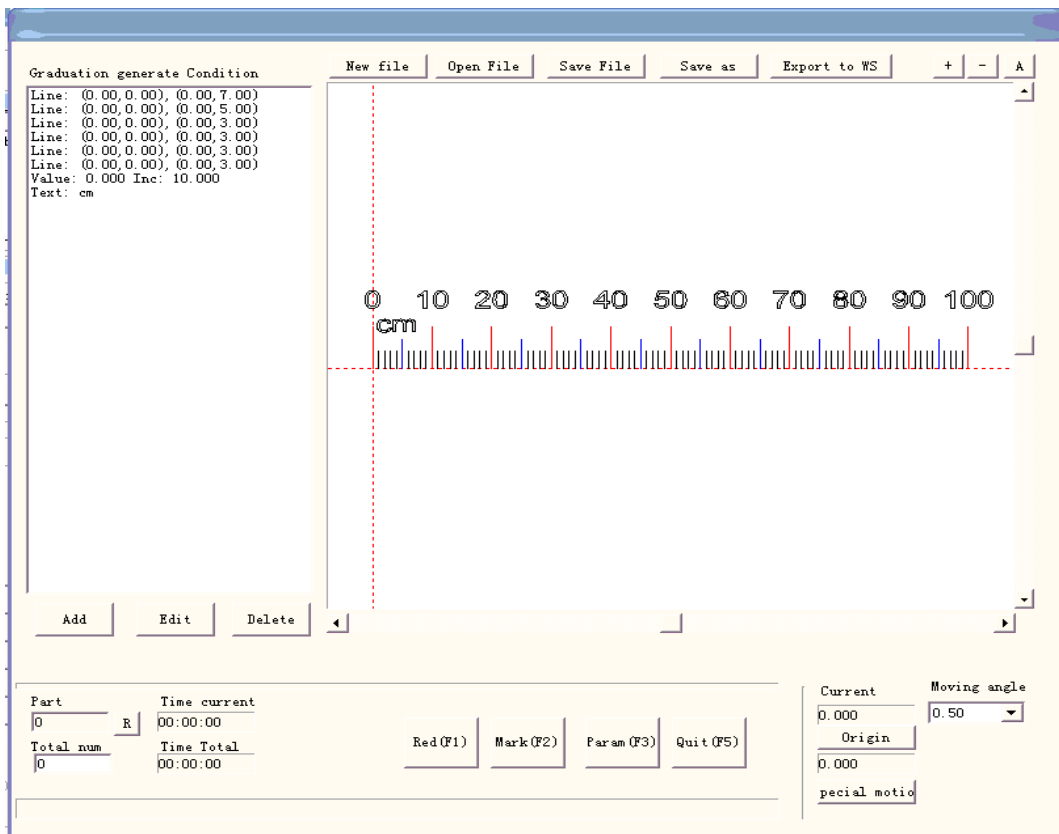 New file Open File Save File Save as Export to WS + - A
Graduation generate Condition
Line: (0.00,0.00), (0.00,7.00)
Line: (0.00,0.00), (0.00,5.00)
Line: (0.00,0.00), (0.00,3.00)
Line: (0.00,0.00), (0.00,3.00)
Line: (0.00,0.00), (0.00,3.00)
Line: (0.00,0.00), (0.00,3.00)
Value: 0.000 Inc: 10.000
Text: cm
0 10 20 30 40 50 60 70 80 90 100
cm
Add Edit Delete
Part
0 R
Time current
00:00:00
Total num
0
Time Total
00:00:00
Red(F1) Mark(F2) Param(F3) Quit(F5)
Current
0.000
Origin
0.000
pecial motio
Moving angle
0.50